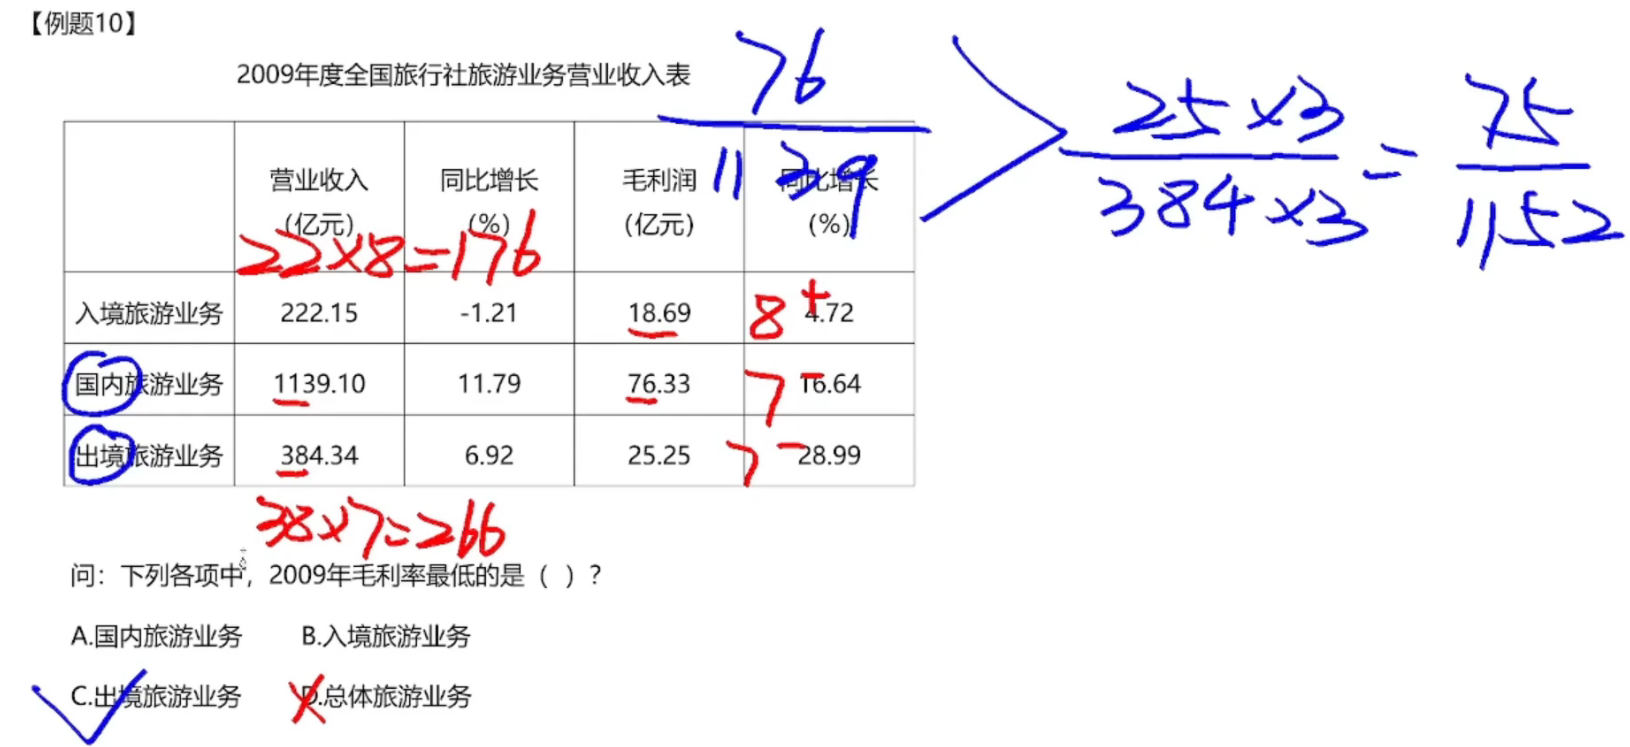 【例题10】
2009年度全国旅行社旅游业务营业收入表
76
1139
25×3
384×3
=
75
1152
营业收入(亿元) 同比增长(%) 毛利润(亿元) 同比增长(%)
22×8=176
入境旅游业务 222.15 -1.21 18.69 4.72
8+
国内旅游业务 1139.10 11.79 76.33 16.64
7-
出境旅游业务 384.34 6.92 25.25 28.99
7-
38×7=266
问：下列各项中，2009年毛利率最低的是（ ）？
A.国内旅游业务 B.入境旅游业务
C.出境旅游业务 D.总体旅游业务